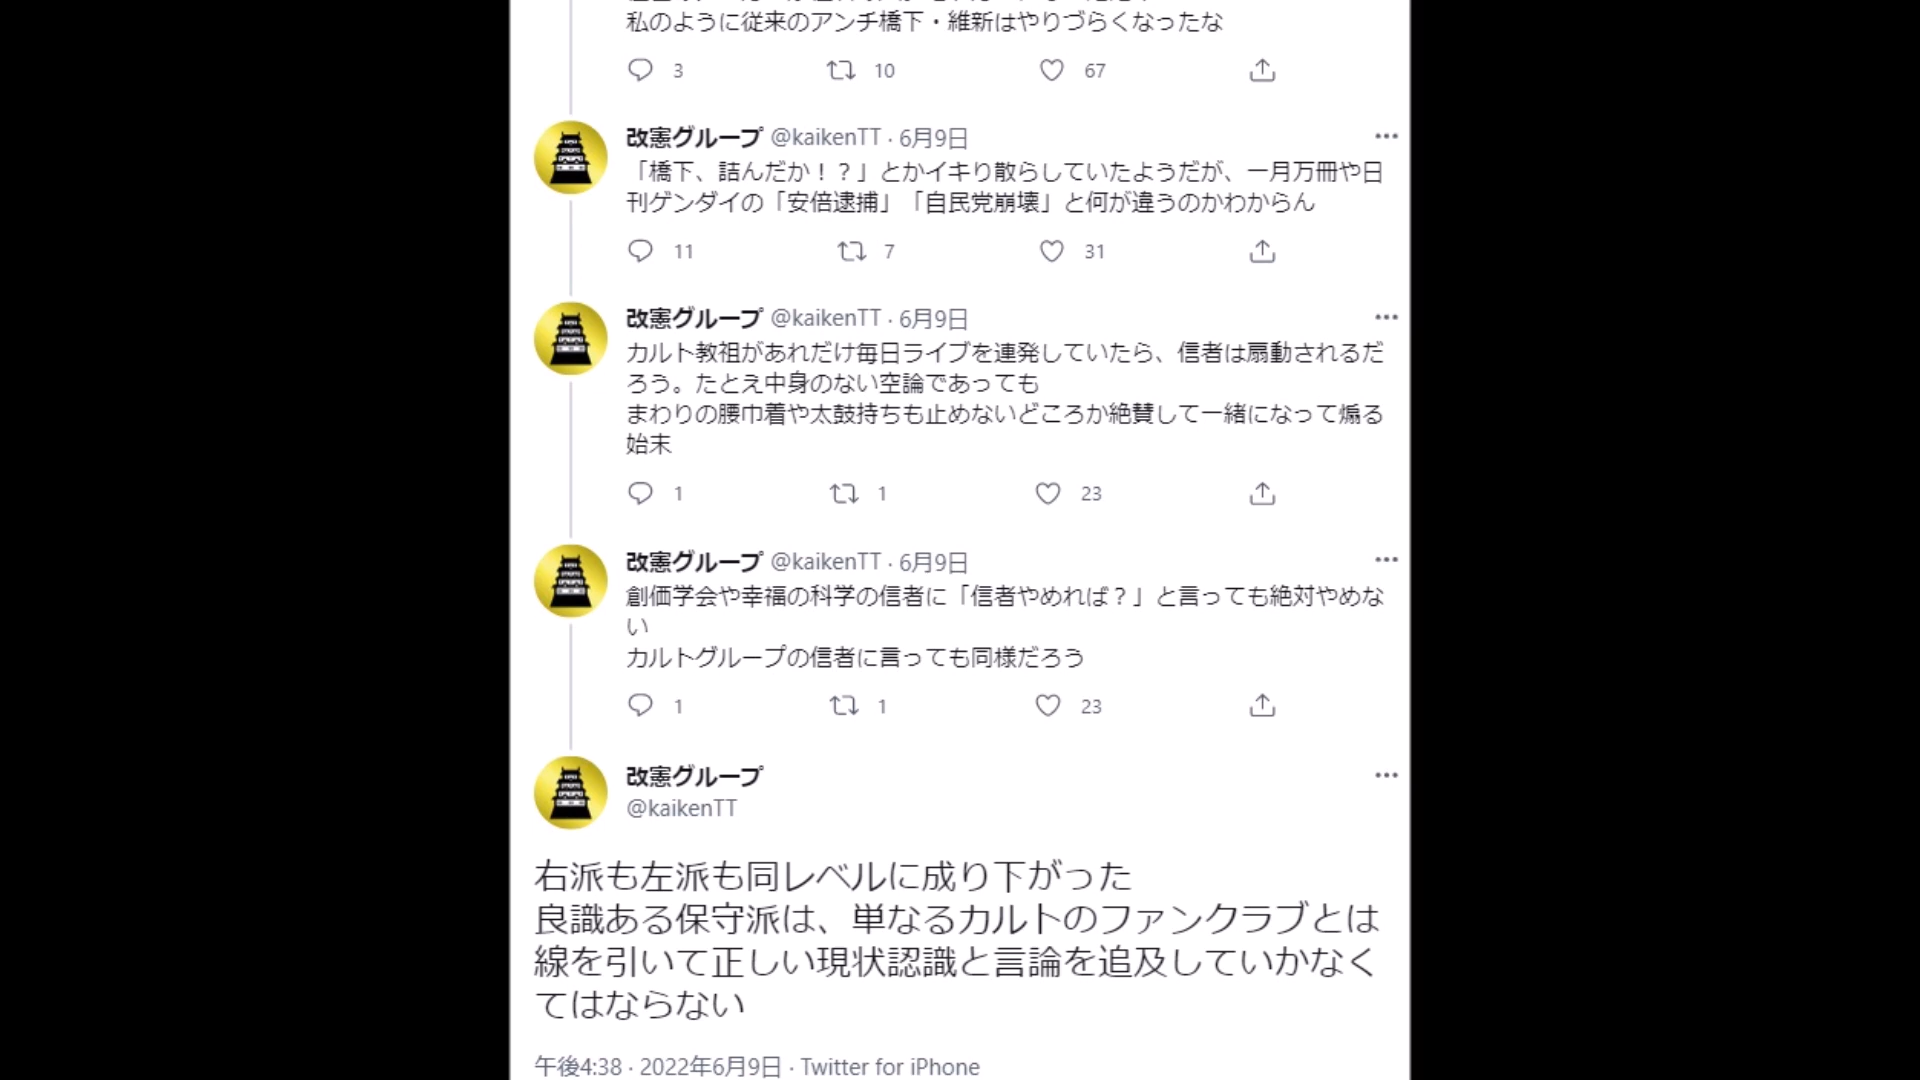 私のように従来のアンチ橋下・維新はやりづらくなったな
3 10 67
改憲グループ @kaikenTT · 6月9日
「橋下、詰んだか！？」とかイキり散らしていたようだが、一月万冊や日
刊ゲンダイの「安倍逮捕」「自民党崩壊」と何が違うのかわからん
11 7 31
改憲グループ @kaikenTT · 6月9日
カルト教祖があれだけ毎日ライブを連発していたら、信者は扇動されるだ
ろう。たとえ中身のない空論であっても
まわりの腰巾着や太鼓持ちも止めないどころか絶賛して一緒になって煽る
始末
1 1 23
改憲グループ @kaikenTT · 6月9日
創価学会や幸福の科学の信者に「信者やめれば？」と言っても絶対やめな
い
カルトグループの信者に言っても同様だろう
1 1 23
改憲グループ
@kaikenTT
右派も左派も同レベルに成り下がった
良識ある保守派は、単なるカルトのファンクラブとは
線を引いて正しい現状認識と言論を追及していかなく
てはならない
午後4:38 · 2022年6月9日 · Twitter for iPhone